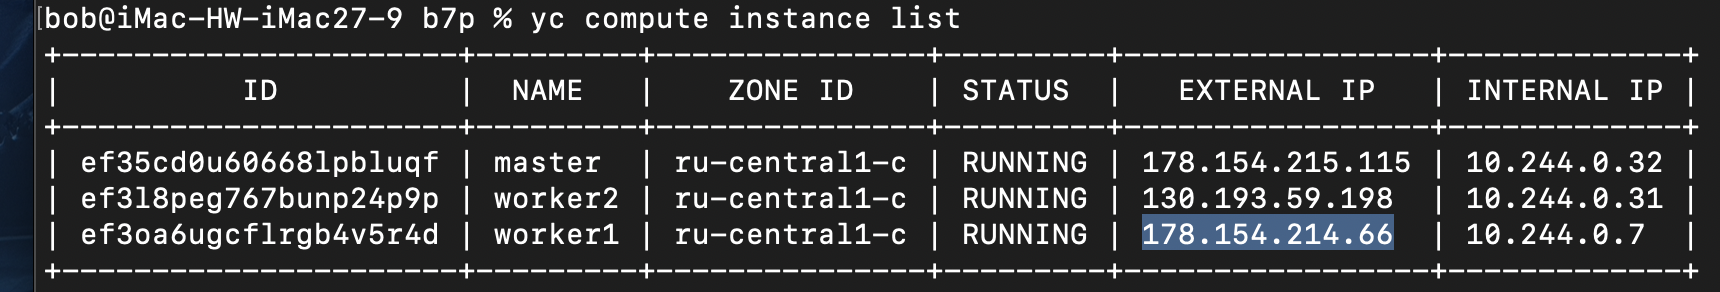 [bob@iMac-HW-iMac27-9 b7p % yc compute instance list
+----------------------+---------+---------------+---------+-----------------+-------------+
|          ID          |  NAME   |    ZONE ID    | STATUS  |   EXTERNAL IP   | INTERNAL IP |
+----------------------+---------+---------------+---------+-----------------+-------------+
| ef35cd0u60668lpbluqf | master  | ru-central1-c | RUNNING | 178.154.215.115 | 10.244.0.32 |
| ef3l8peg767bunp24p9p | worker2 | ru-central1-c | RUNNING | 130.193.59.198  | 10.244.0.31 |
| ef3oa6ugcflrgb4v5r4d | worker1 | ru-central1-c | RUNNING | 178.154.214.66  | 10.244.0.7  |
+----------------------+---------+---------------+---------+-----------------+-------------+